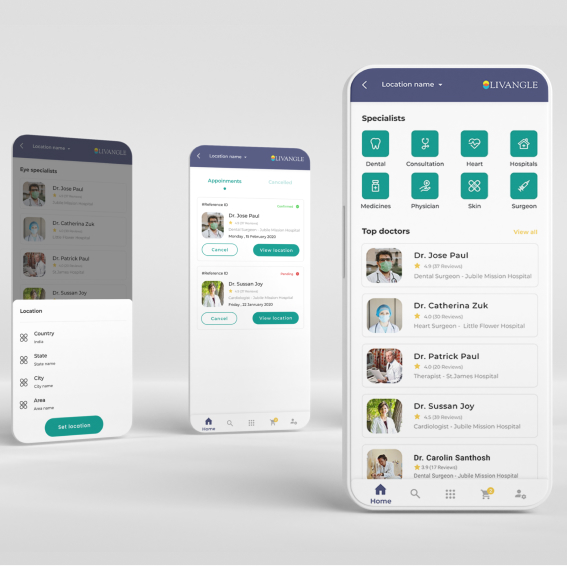 Location name
LIVANGLE
Eye specialists
Dr. Jose Paul
Dr. Catherina Zuk
Dr. Patrick Paul
Dr. Sussan Joy
Location
Country
India
State
State name
City
City name
Area
Area name
Set location
Location name
LIVANGLE
Appoinments
Cancelled
#Reference ID
Confirmed
Dr. Jose Paul
Dental Surgeon - Jubile Mission Hospital
Monday, 15 February 2020
Cancel
View location
#Reference ID
Pending
Dr. Sussan Joy
Cardiologist - Jubile Mission Hospital
Friday, 22 January 2020
Cancel
View location
Home
Location name
LIVANGLE
Specialists
Dental
Consultation
Heart
Hospitals
Medicines
Physician
Skin
Surgeon
Top doctors
View all
Dr. Jose Paul
4.9 (37 Reviews)
Dental Surgeon - Jubile Mission Hospital
Dr. Catherina Zuk
4.0 (30 Reviews)
Heart Surgeon - Little Flower Hospital
Dr. Patrick Paul
4.0 (20 Reviews)
Therapist - St.James Hospital
Dr. Sussan Joy
4.5 (39 Reviews)
Cardiologist - Jubile Mission Hospital
Dr. Carolin Santhosh
3.9 (17 Reviews)
Dental Surgeon - Jubile Mission Hospital
Home